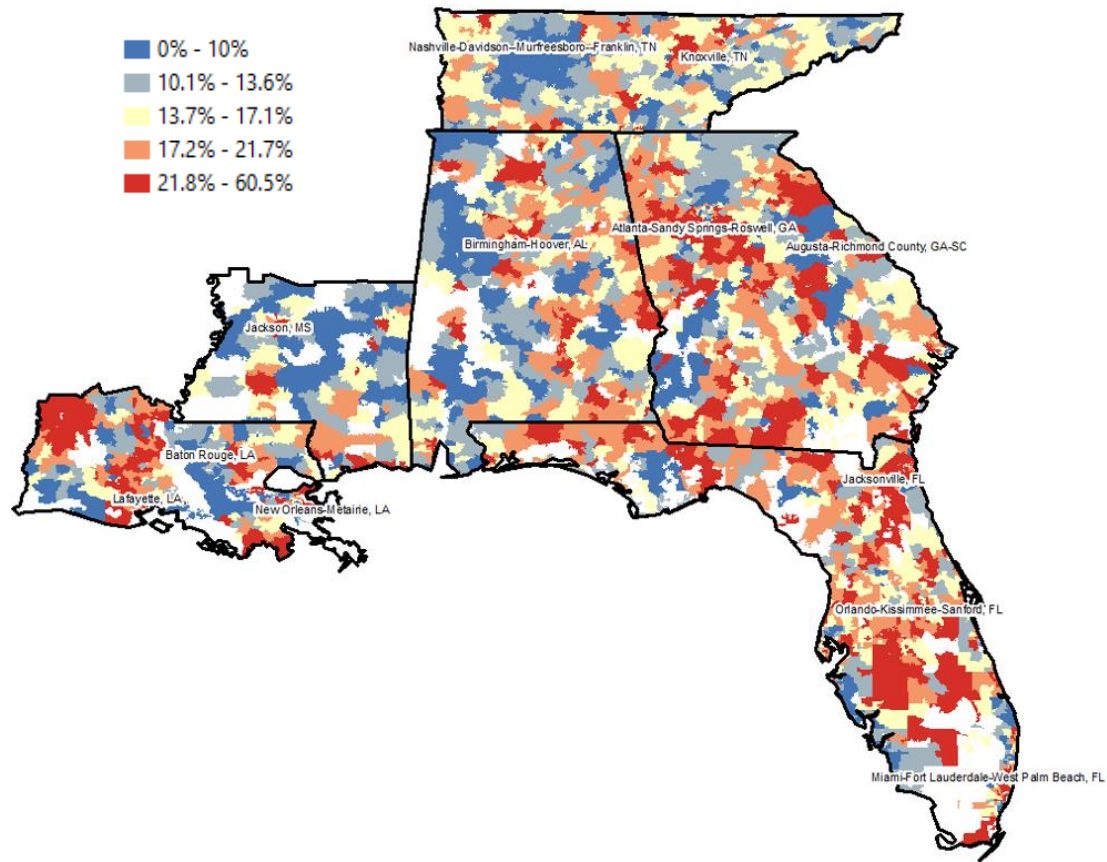 0% - 10%
10.1% - 13.6%
13.7% - 17.1%
17.2% - 21.7%
21.8% - 60.5%
Nashville-Davidson--Murfreesboro--Franklin, TN
Knoxville, TN
Atlanta-Sandy Springs-Roswell, GA
Birmingham-Hoover, AL
Augusta-Richmond County, GA-SC
Jackson, MS
Baton Rouge, LA
Jacksonville, FL
Lafayette, LA
New Orleans-Metairie, LA
Orlando-Kissimmee-Sanford, FL
Miami-Fort Lauderdale-West Palm Beach, FL